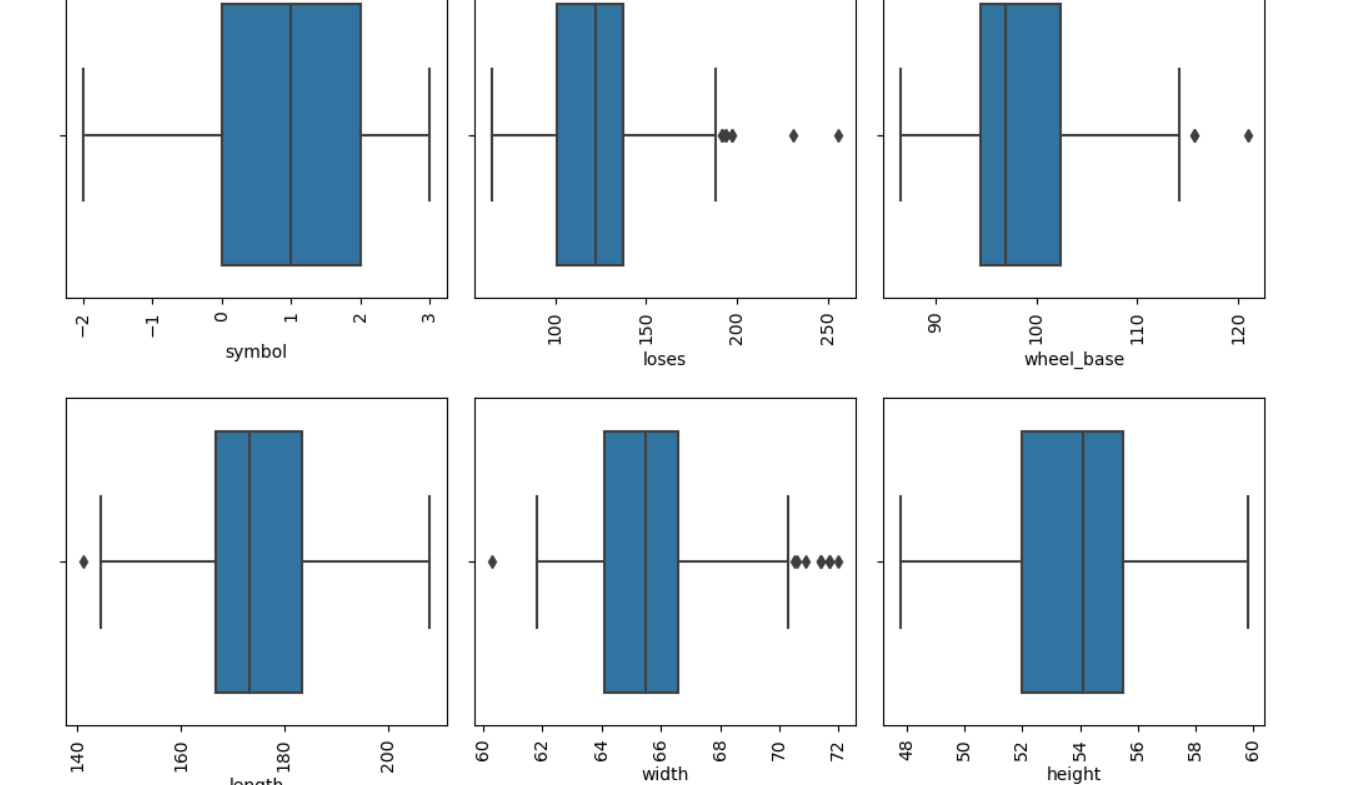 −2 −1 0 1 2 3
symbol
100 150 200 250
loses
90 100 110 120
wheel_base
140 160 180 200
length
60 62 64 66 68 70 72
width
48 50 52 54 56 58 60
height